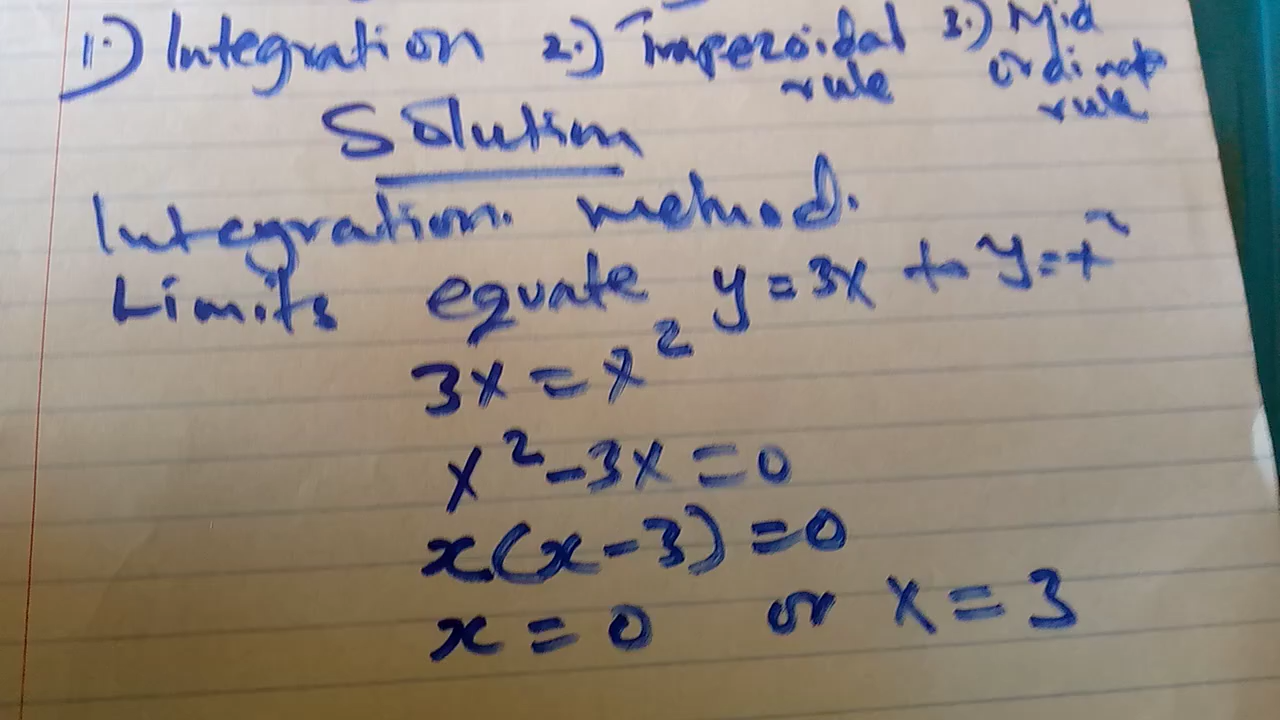 1.) Integration 2.) Trapezoidal 3.) Mid
rule ordinate
rule
Solution
Integration method.
Limits equate y = 3x to y = x²
3x = x²
x² - 3x = 0
x(x - 3) = 0
x = 0 or x = 3